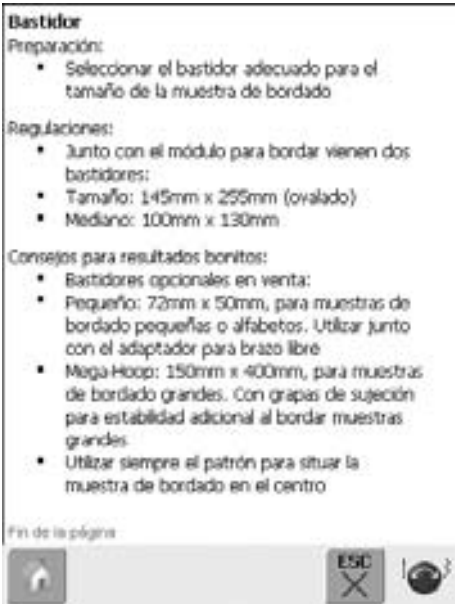 Bastidor
Preparación:
▪ Seleccionar el bastidor adecuado para el
tamaño de la muestra de bordado
Regulaciones:
▪ Junto con el módulo para bordar vienen dos
bastidores:
▪ Tamaño: 145mm x 255mm (ovalado)
▪ Mediano: 100mm x 130mm
Consejos para resultados bonitos:
▪ Bastidores opcionales en venta:
▪ Pequeño: 72mm x 50mm, para muestras de
bordado pequeñas o alfabetos. Utilizar junto
con el adaptador para brazo libre
▪ Mega-Hoop: 150mm x 400mm, para muestras
de bordado grandes. Con grapas de sujeción
para estabilidad adicional al bordar muestras
grandes
▪ Utilizar siempre el patrón para situar la
muestra de bordado en el centro
Fin de la página
ESC